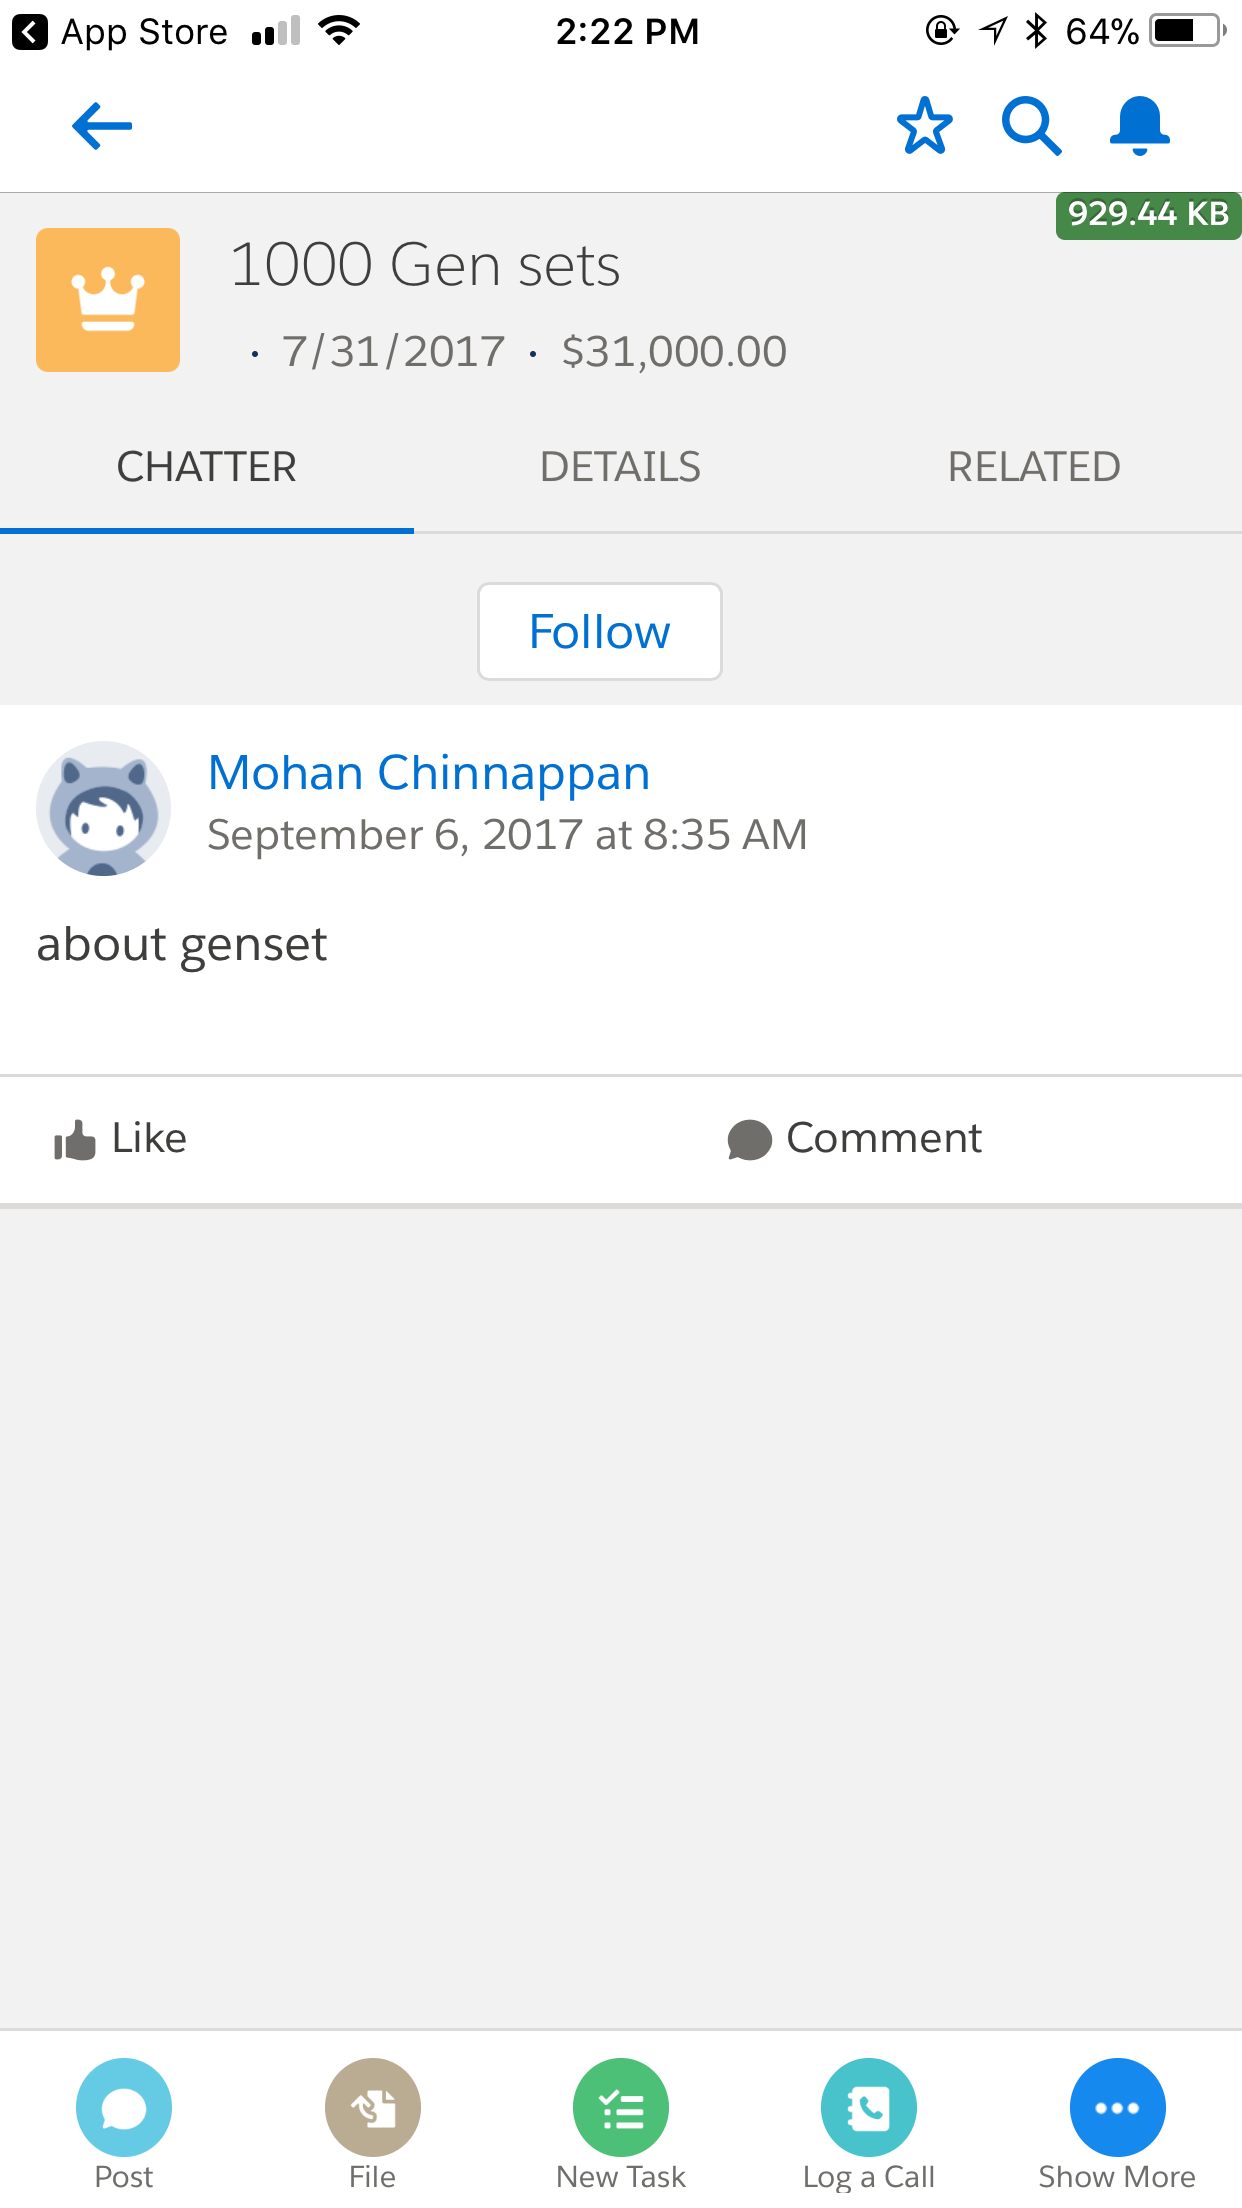 App Store 2:22 PM 64%
929.44 KB
1000 Gen sets
· 7/31/2017 · $31,000.00
CHATTER DETAILS RELATED
Follow
Mohan Chinnappan
September 6, 2017 at 8:35 AM
about genset
Like Comment
Post File New Task Log a Call Show More